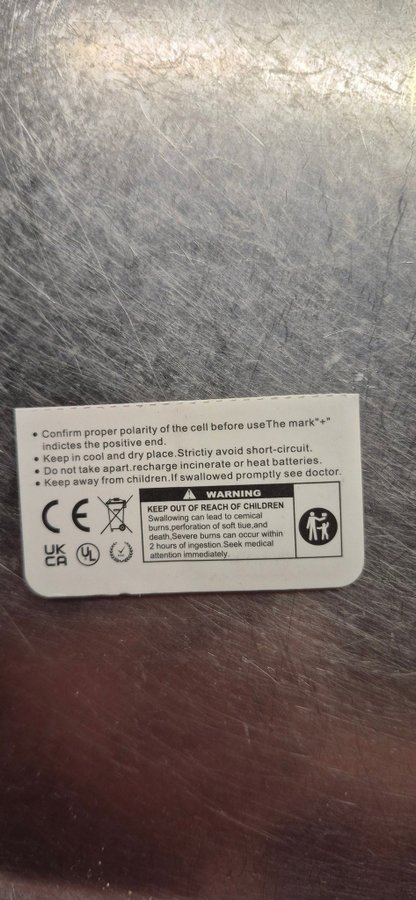 • Confirm proper polarity of the cell before useThe mark"+"
indictes the positive end.
• Keep in cool and dry place.Strictiy avoid short-circuit.
• Do not take apart.recharge incinerate or heat batteries.
• Keep away from children.If swallowed promptly see doctor.
CE
WARNING
KEEP OUT OF REACH OF CHILDREN
Swallowing can lead to cemical
burns,perforation of soft tiue,and
death,Severe burns can occur within
2 hours of ingestion.Seek medical
attention immediately.
UK
CA
UL